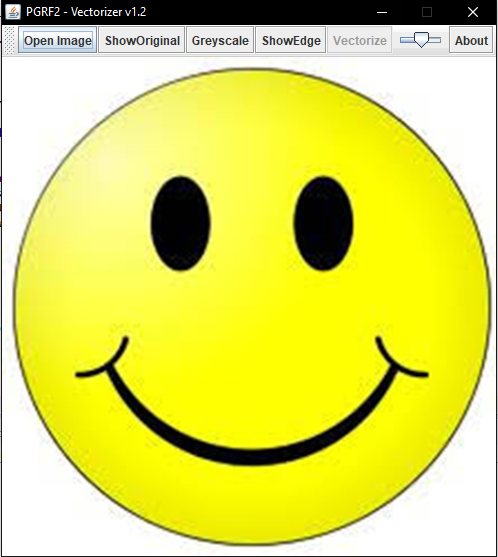 PGRF2 - Vectorizer v1.2
Open Image ShowOriginal Greyscale ShowEdge Vectorize About